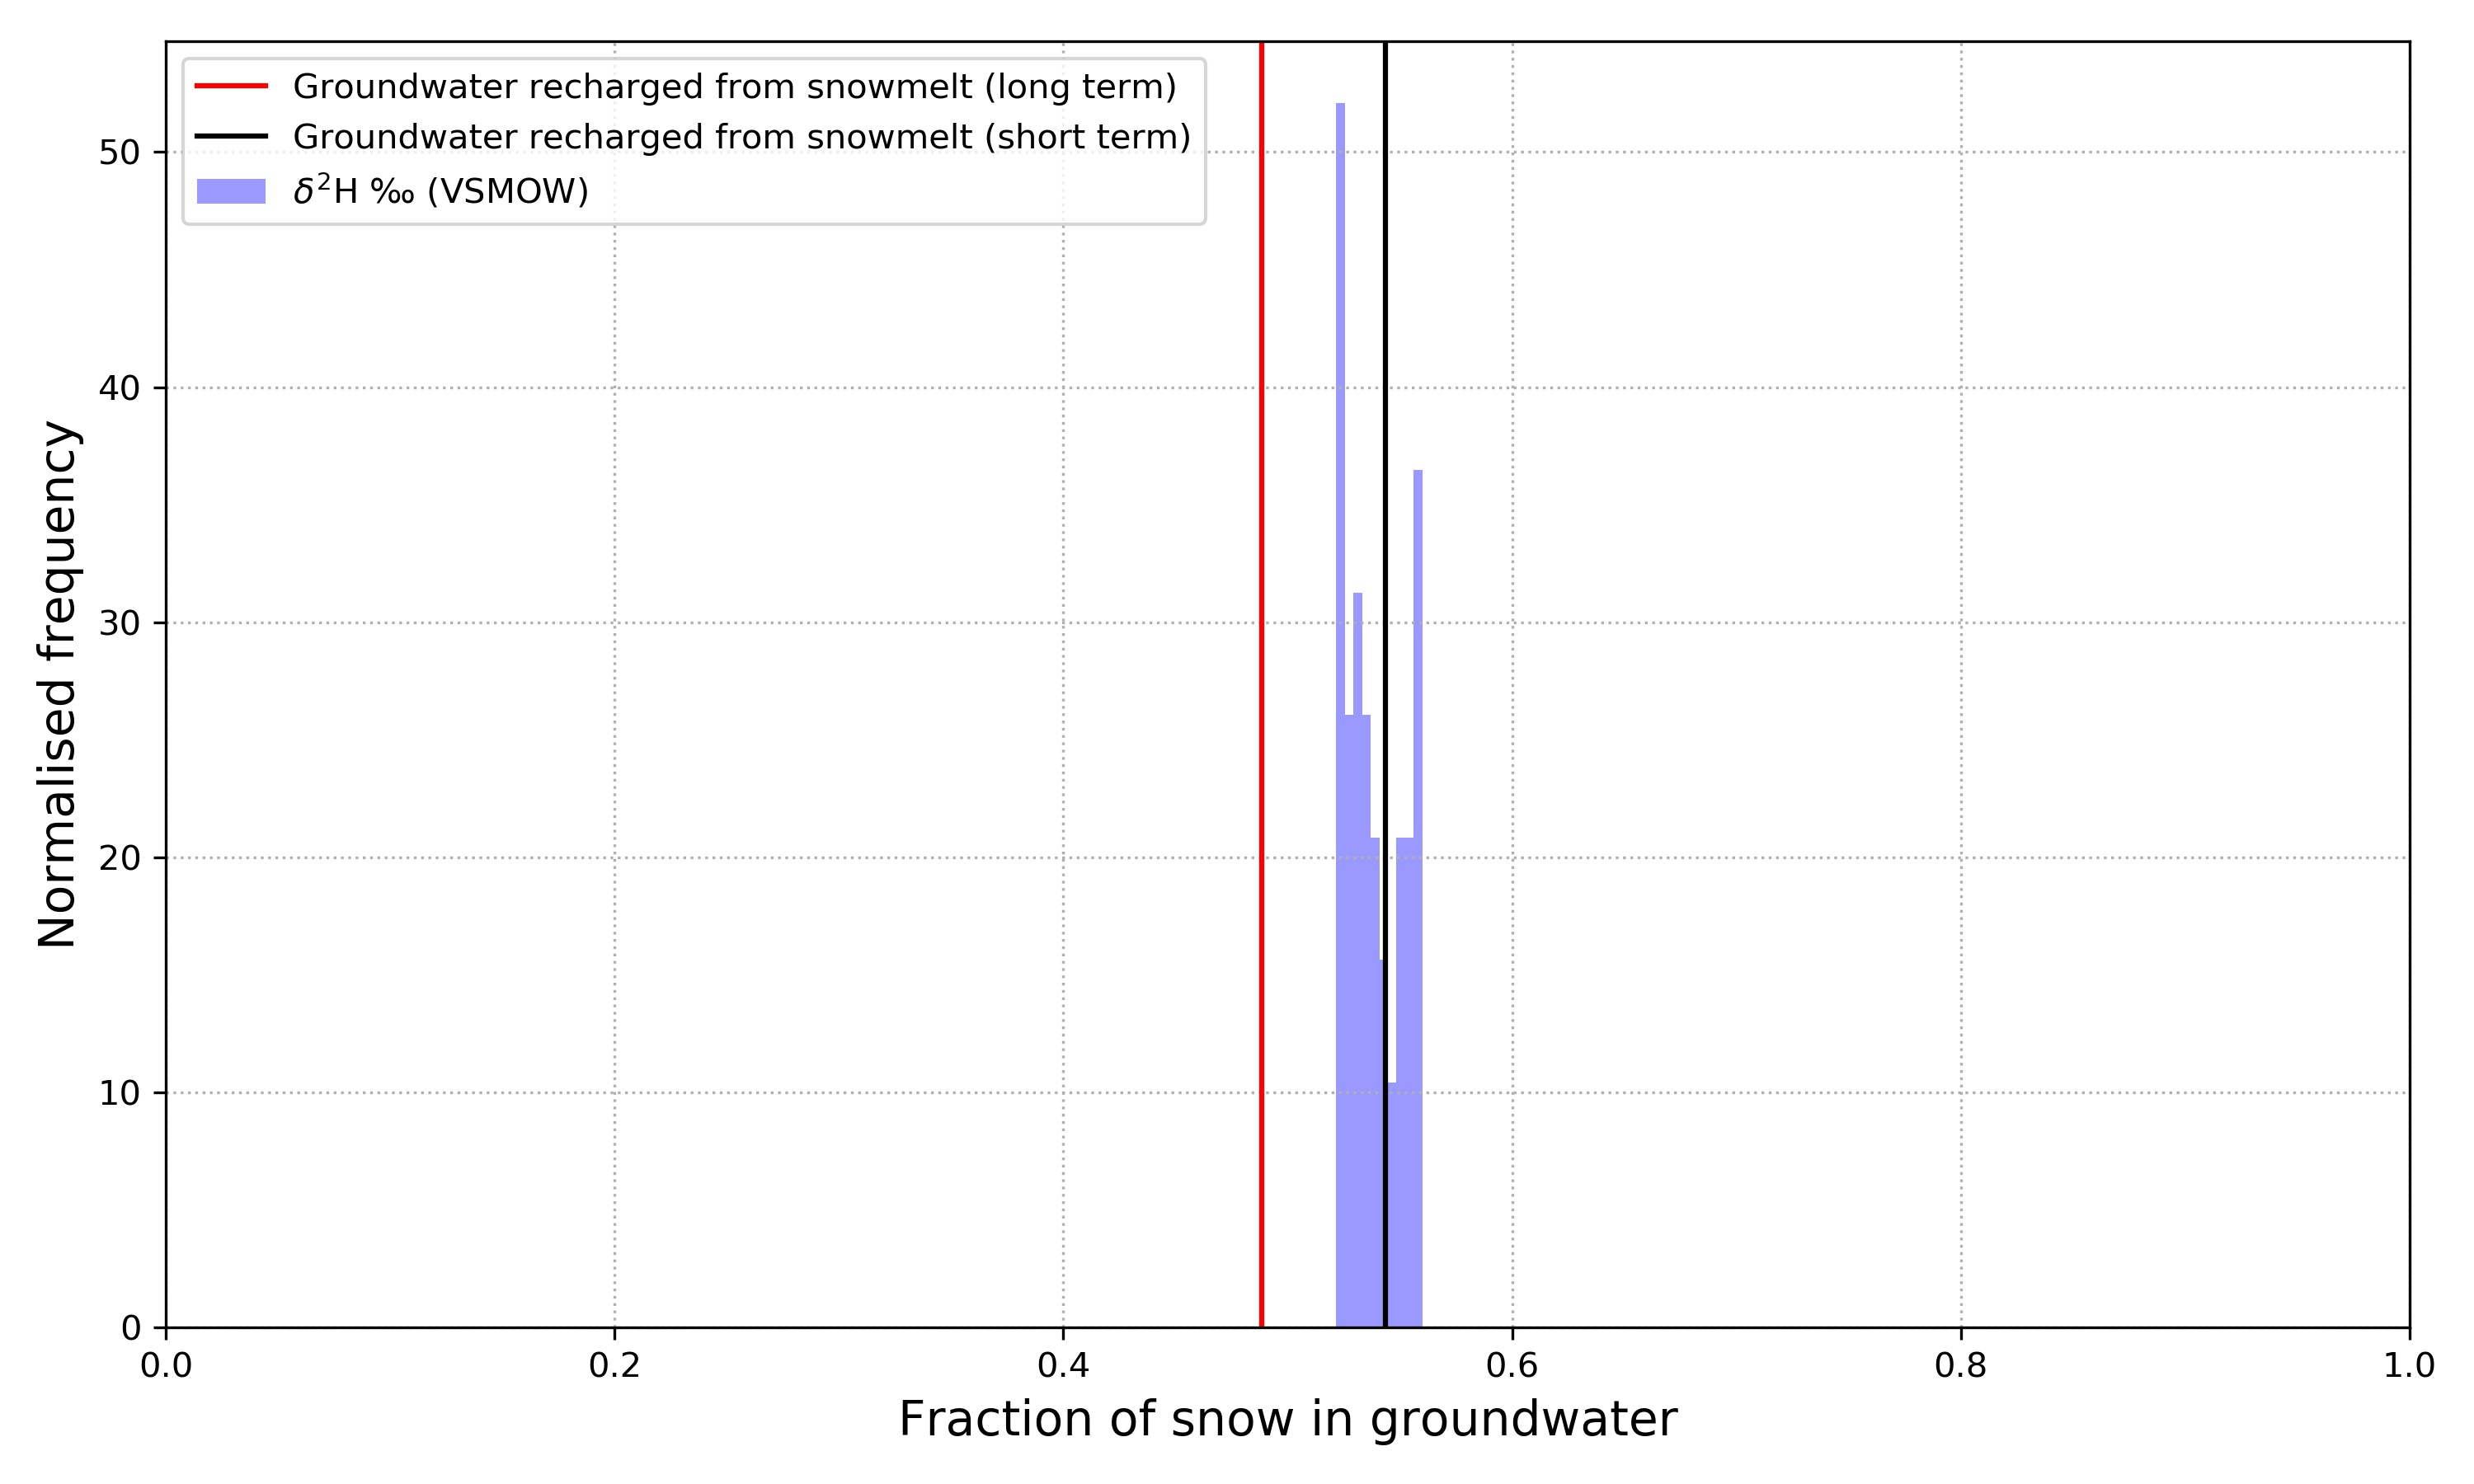 Groundwater recharged from snowmelt (long term)
Groundwater recharged from snowmelt (short term)
δ²H ‰ (VSMOW)
Normalised frequency
50
40
30
20
10
0
0.0 0.2 0.4 0.6 0.8 1.0
Fraction of snow in groundwater